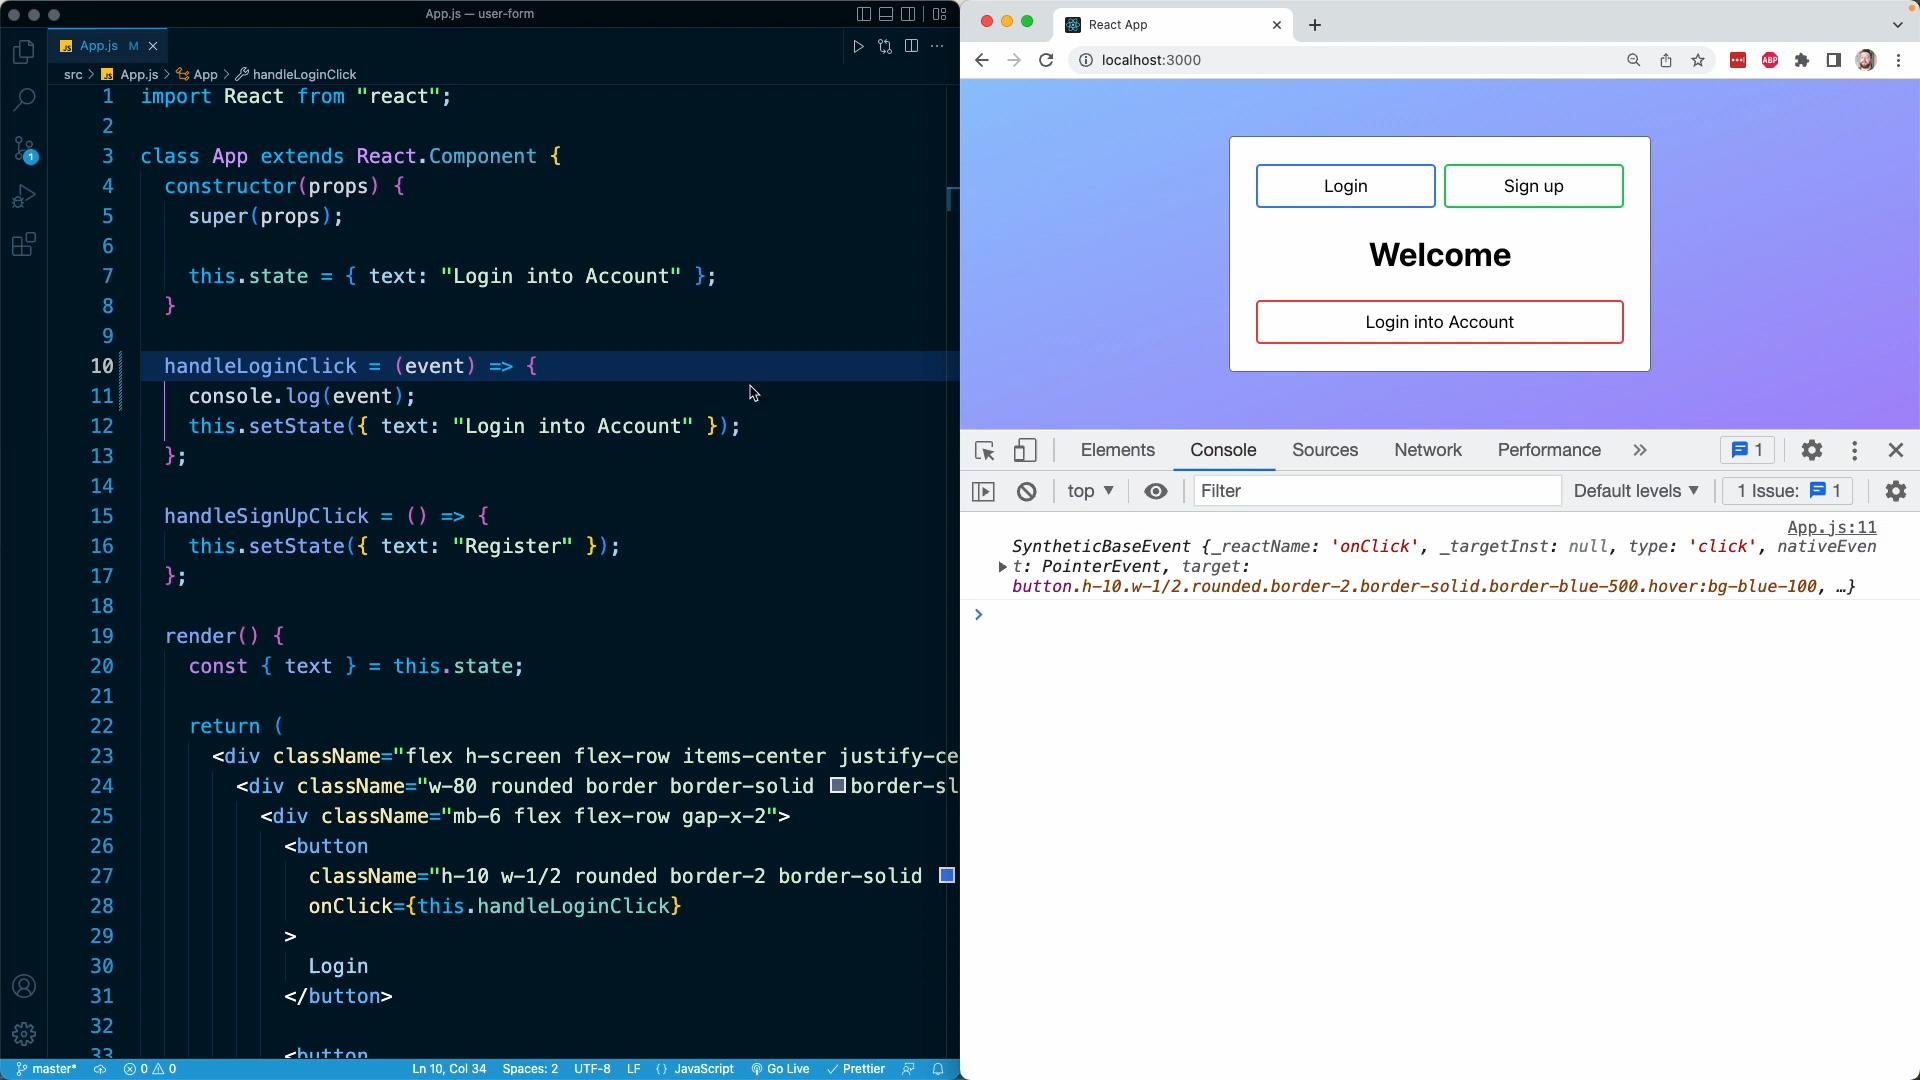 App.js — user-form
App.js M
src > App.js > App > handleLoginClick
1 import React from "react";
2
3 class App extends React.Component {
4 constructor(props) {
5 super(props);
6
7 this.state = { text: "Login into Account" };
8 }
9
10 handleLoginClick = (event) => {
11 console.log(event);
12 this.setState({ text: "Login into Account" });
13 };
14
15 handleSignUpClick = () => {
16 this.setState({ text: "Register" });
17 };
18
19 render() {
20 const { text } = this.state;
21
22 return (
23 <div className="flex h-screen flex-row items-center justify-ce
24 <div className="w-80 rounded border border-solid border-sl
25 <div className="mb-6 flex flex-row gap-x-2">
26 <button
27 className="h-10 w-1/2 rounded border-2 border-solid
28 onClick={this.handleLoginClick}
29 >
30 Login
31 </button>
32
33 <button
1
master* 0 0 Ln 10, Col 34 Spaces: 2 UTF-8 LF {} JavaScript Go Live Prettier
React App
localhost:3000
ABP
Login Sign up
Welcome
Login into Account
Elements Console Sources Network Performance 1
top Filter Default levels 1 Issue: 1
App.js:11
SyntheticBaseEvent {_reactName: 'onClick', _targetInst: null, type: 'click', nativeEven
t: PointerEvent, target:
button.h-10.w-1/2.rounded.border-2.border-solid.border-blue-500.hover:bg-blue-100, …}